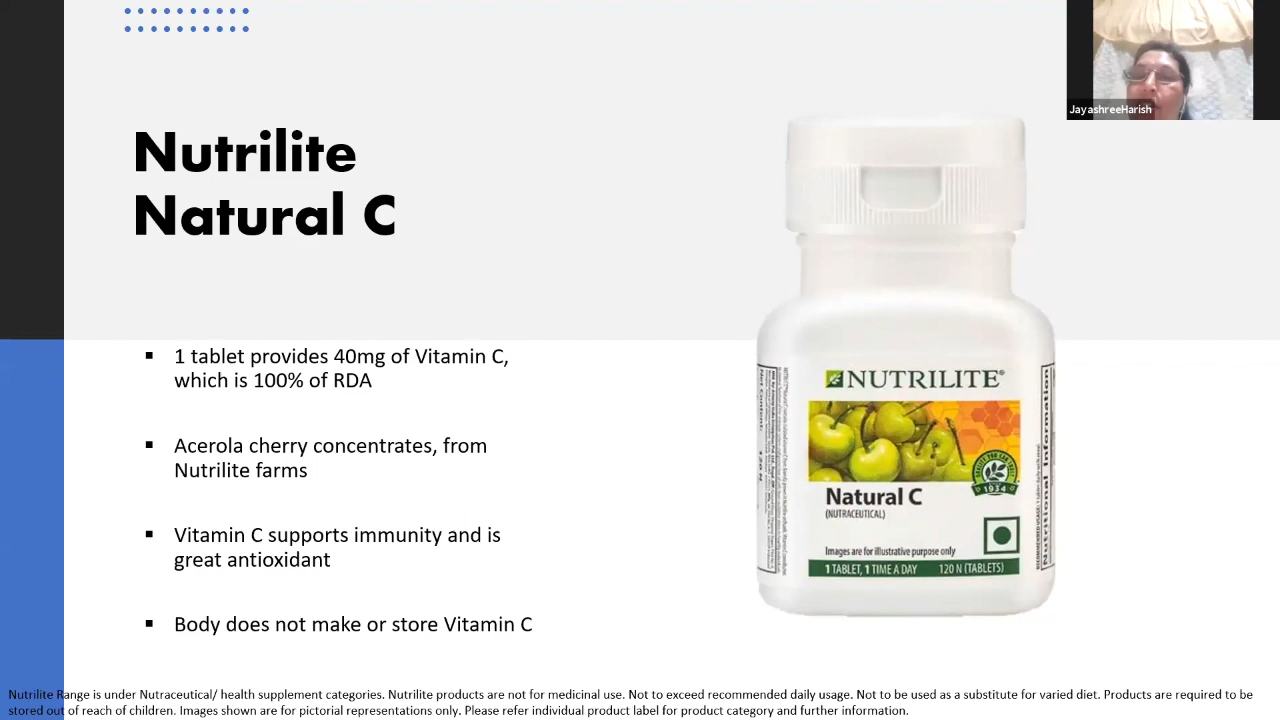 JayashreeHarish
Nutrilite
Natural C
1 tablet provides 40mg of Vitamin C,
which is 100% of RDA
Acerola cherry concentrates, from
Nutrilite farms
Vitamin C supports immunity and is
great antioxidant
Body does not make or store Vitamin C
NUTRILITE®
1934
Natural C
(NUTRACEUTICAL)
Images are for illustrative purpose only
1 TABLET, 1 TIME A DAY 120 N (TABLETS)
Nutritional Information
Nutrilite Range is under Nutraceutical/ health supplement categories. Nutrilite products are not for medicinal use. Not to exceed recommended daily usage. Not to be used as a substitute for varied diet. Products are required to be
stored out of reach of children. Images shown are for pictorial representations only. Please refer individual product label for product category and further information.